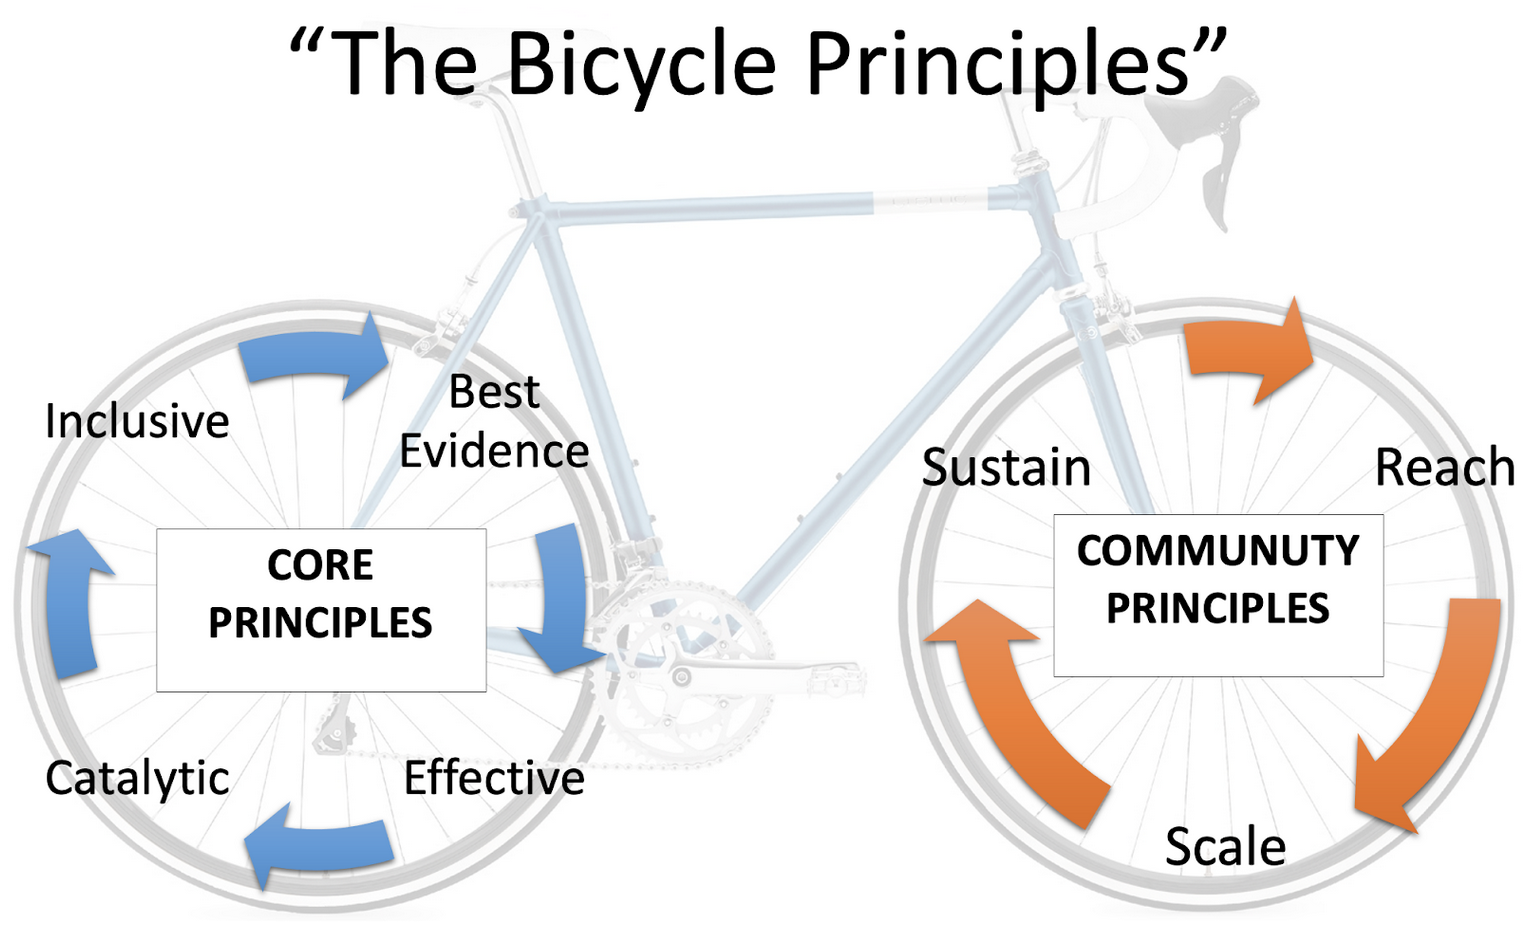 “The Bicycle Principles”
Inclusive
Best
Evidence
CORE
PRINCIPLES
Catalytic
Effective
Sustain
Reach
COMMUNUTY
PRINCIPLES
Scale